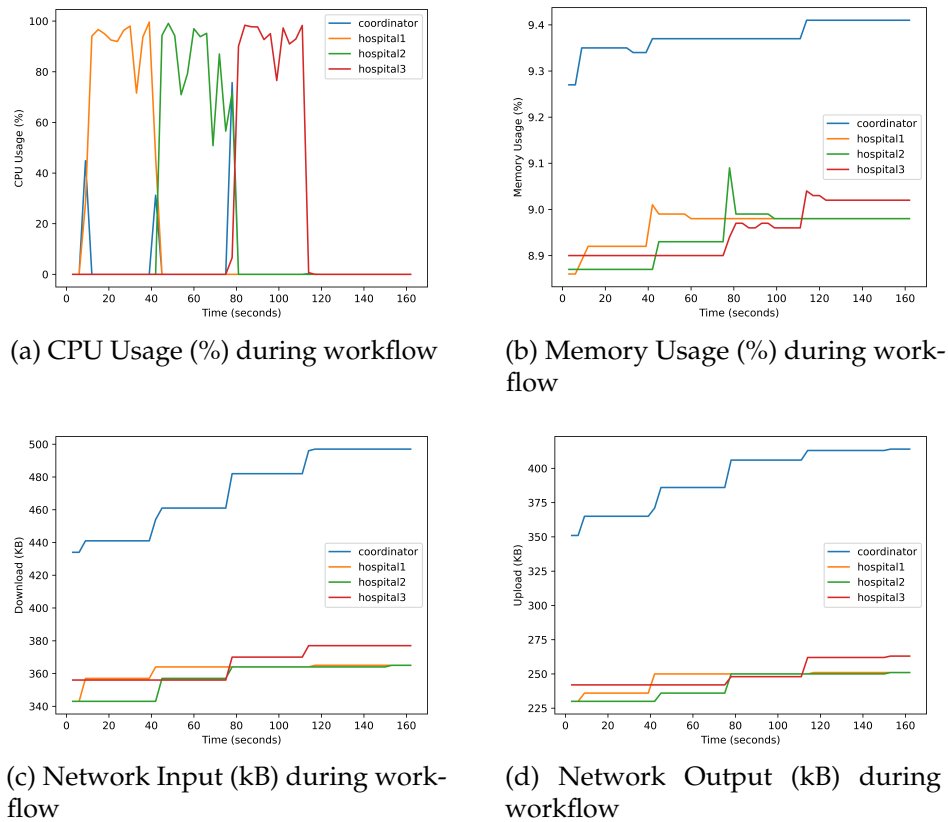 100
80
60
40
20
0
CPU Usage (%)
coordinator
hospital1
hospital2
hospital3
0 20 40 60 80 100 120 140 160
Time (seconds)
(a) CPU Usage (%) during workflow
9.4
9.3
9.2
9.1
9.0
8.9
Memory Usage (%)
coordinator
hospital1
hospital2
hospital3
0 20 40 60 80 100 120 140 160
Time (seconds)
(b) Memory Usage (%) during work-
flow
500
480
460
440
420
400
380
360
340
Download (KB)
coordinator
hospital1
hospital2
hospital3
0 20 40 60 80 100 120 140 160
Time (seconds)
(c) Network Input (kB) during work-
flow
400
375
350
325
300
275
250
225
Upload (KB)
coordinator
hospital1
hospital2
hospital3
0 20 40 60 80 100 120 140 160
Time (seconds)
(d) Network Output (kB) during
workflow